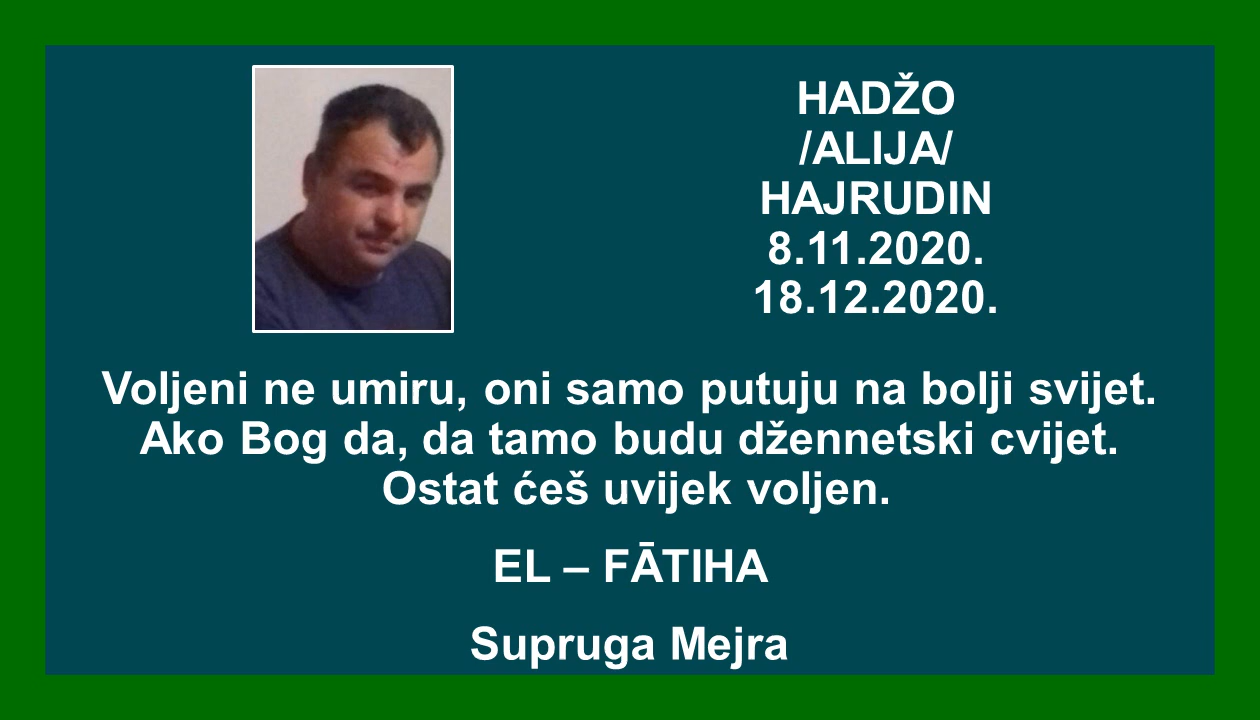 HADŽO
/ALIJA/
HAJRUDIN
8.11.2020.
18.12.2020.
Voljeni ne umiru, oni samo putuju na bolji svijet.
Ako Bog da, da tamo budu džennetski cvijet.
Ostat ćeš uvijek voljen.
EL – FĀTIHA
Supruga Mejra